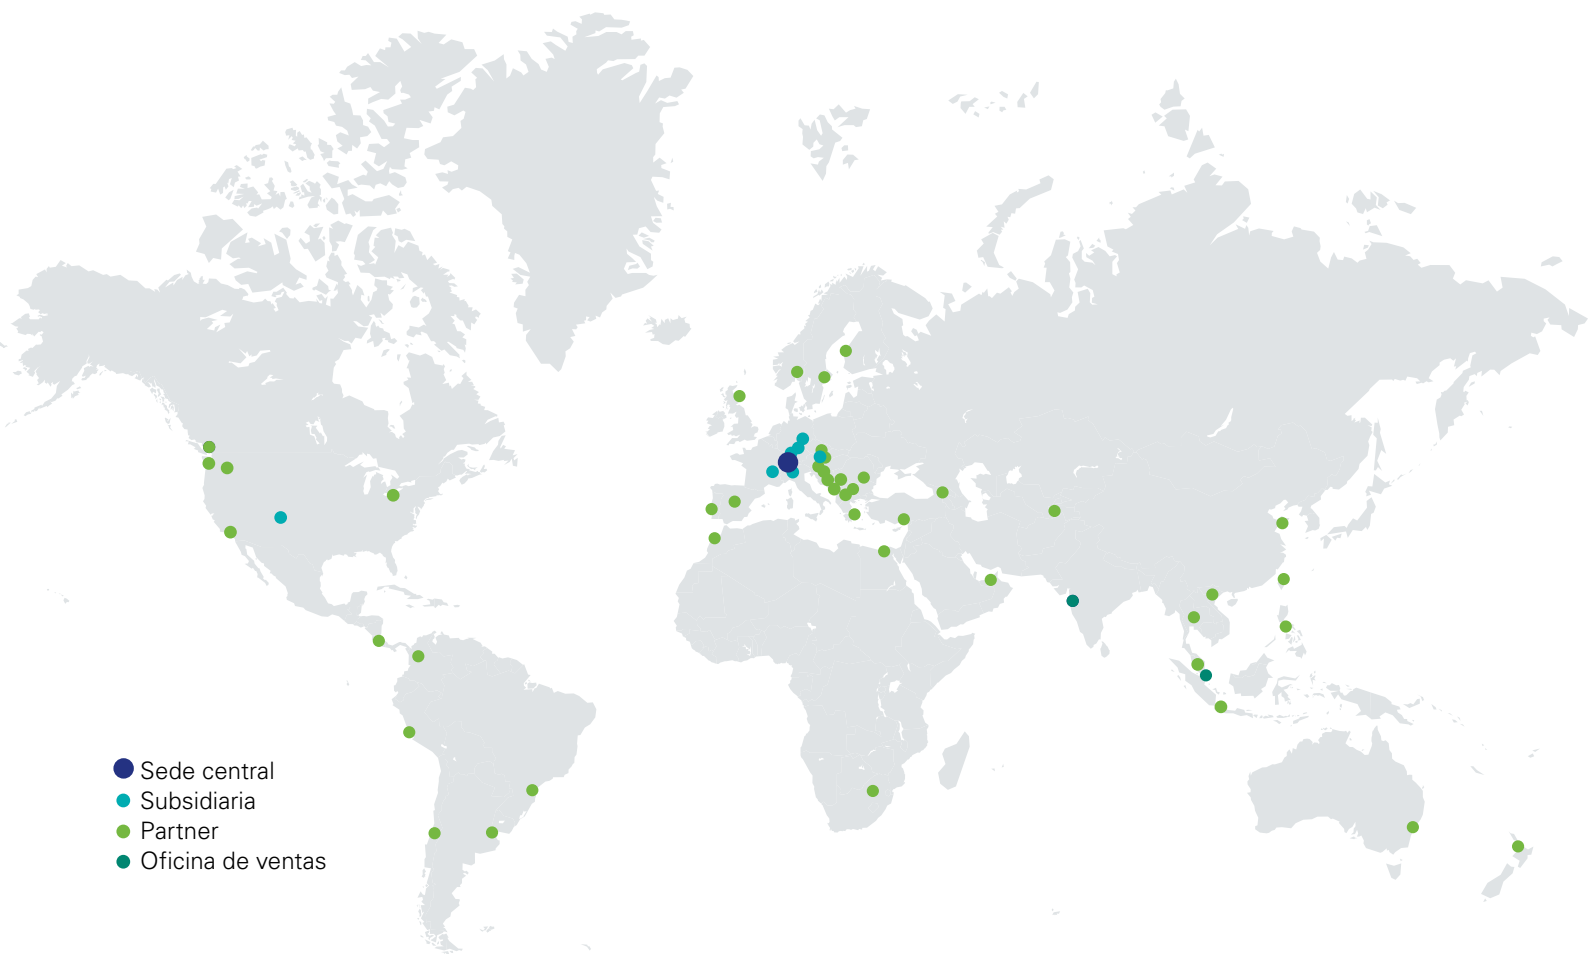 Sede central
Subsidiaria
Partner
Oficina de ventas